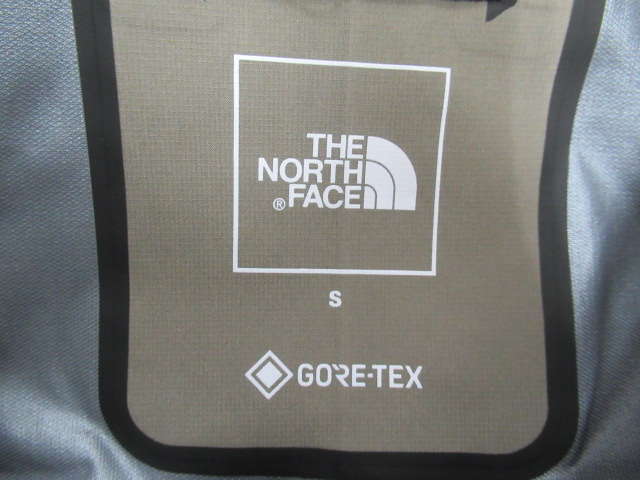 THE
NORTH
® FACE
S
GORE-TEX